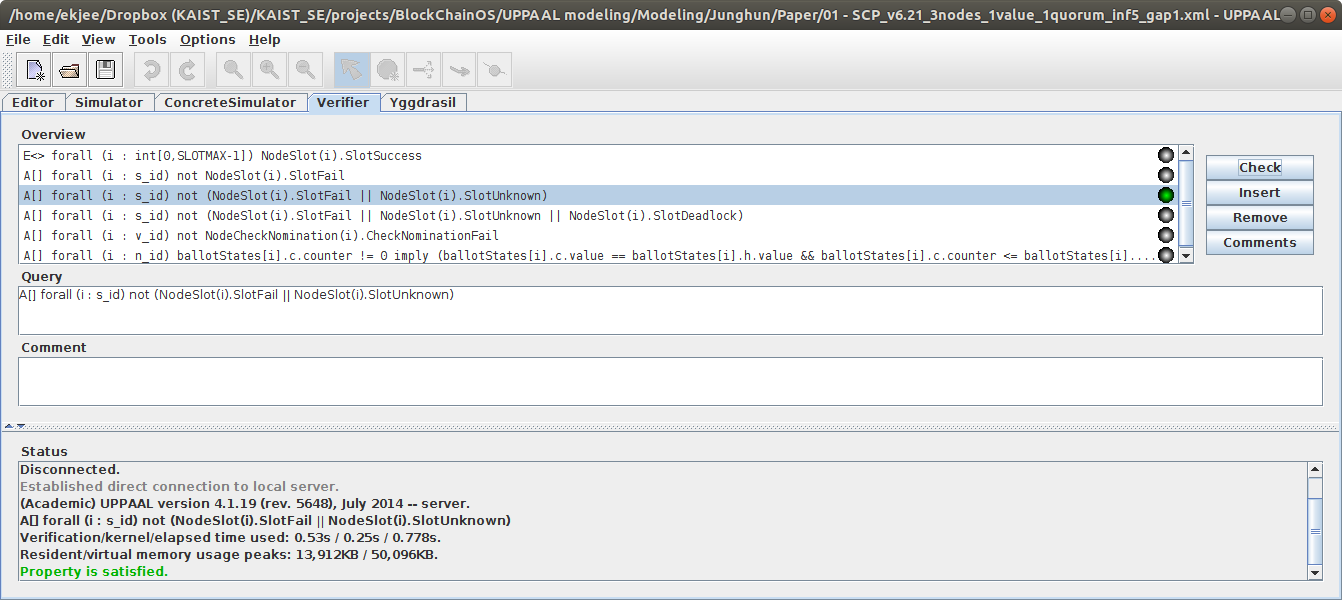 /home/ekjee/Dropbox (KAIST_SE)/KAIST_SE/projects/BlockChainOS/UPPAAL modeling/Modeling/Junghun/Paper/01 - SCP_v6.21_3nodes_1value_1quorum_inf5_gap1.xml - UPPAAL
File Edit View Tools Options Help
Editor Simulator ConcreteSimulator Verifier Yggdrasil
Overview
E<> forall (i : int[0,SLOTMAX-1]) NodeSlot(i).SlotSuccess
A[] forall (i : s_id) not NodeSlot(i).SlotFail
Check
A[] forall (i : s_id) not (NodeSlot(i).SlotFail || NodeSlot(i).SlotUnknown)
Insert
A[] forall (i : s_id) not (NodeSlot(i).SlotFail || NodeSlot(i).SlotUnknown || NodeSlot(i).SlotDeadlock)
Remove
A[] forall (i : v_id) not NodeCheckNomination(i).CheckNominationFail
Comments
A[] forall (i : n_id) ballotStates[i].c.counter != 0 imply (ballotStates[i].c.value == ballotStates[i].h.value && ballotStates[i].c.counter <= ballotStates[i]....
Query
A[] forall (i : s_id) not (NodeSlot(i).SlotFail || NodeSlot(i).SlotUnknown)
Comment
Status
Disconnected.
Established direct connection to local server.
(Academic) UPPAAL version 4.1.19 (rev. 5648), July 2014 -- server.
A[] forall (i : s_id) not (NodeSlot(i).SlotFail || NodeSlot(i).SlotUnknown)
Verification/kernel/elapsed time used: 0.53s / 0.25s / 0.778s.
Resident/virtual memory usage peaks: 13,912KB / 50,096KB.
Property is satisfied.